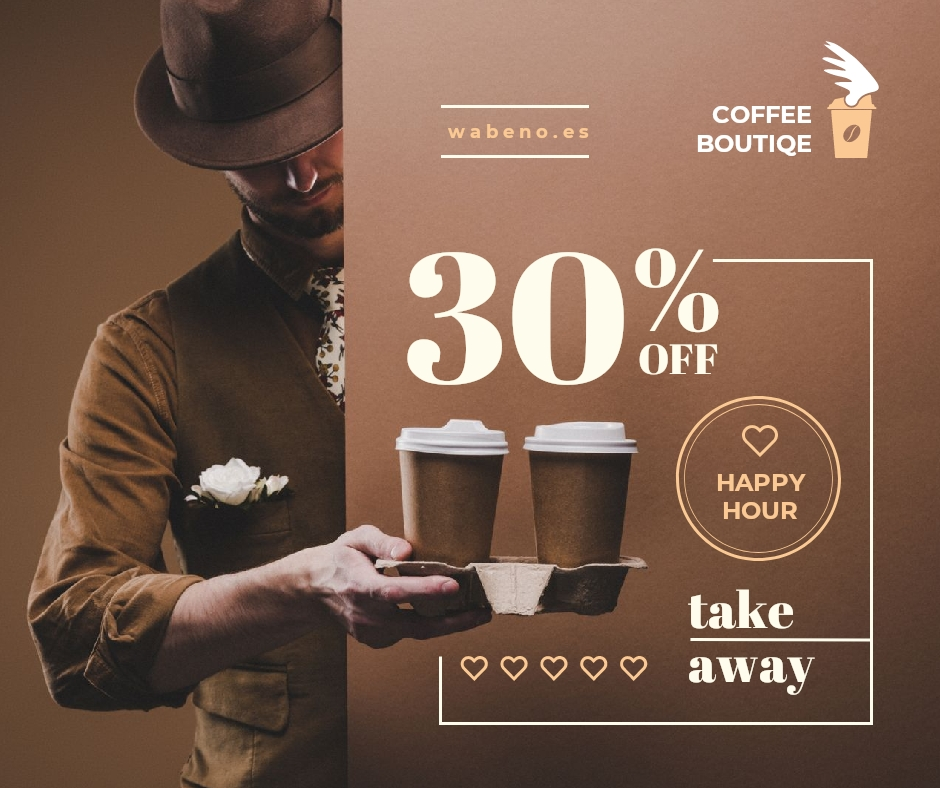 wabeno.es
COFFEE
BOUTIQE
30%
OFF
HAPPY
HOUR
take
away